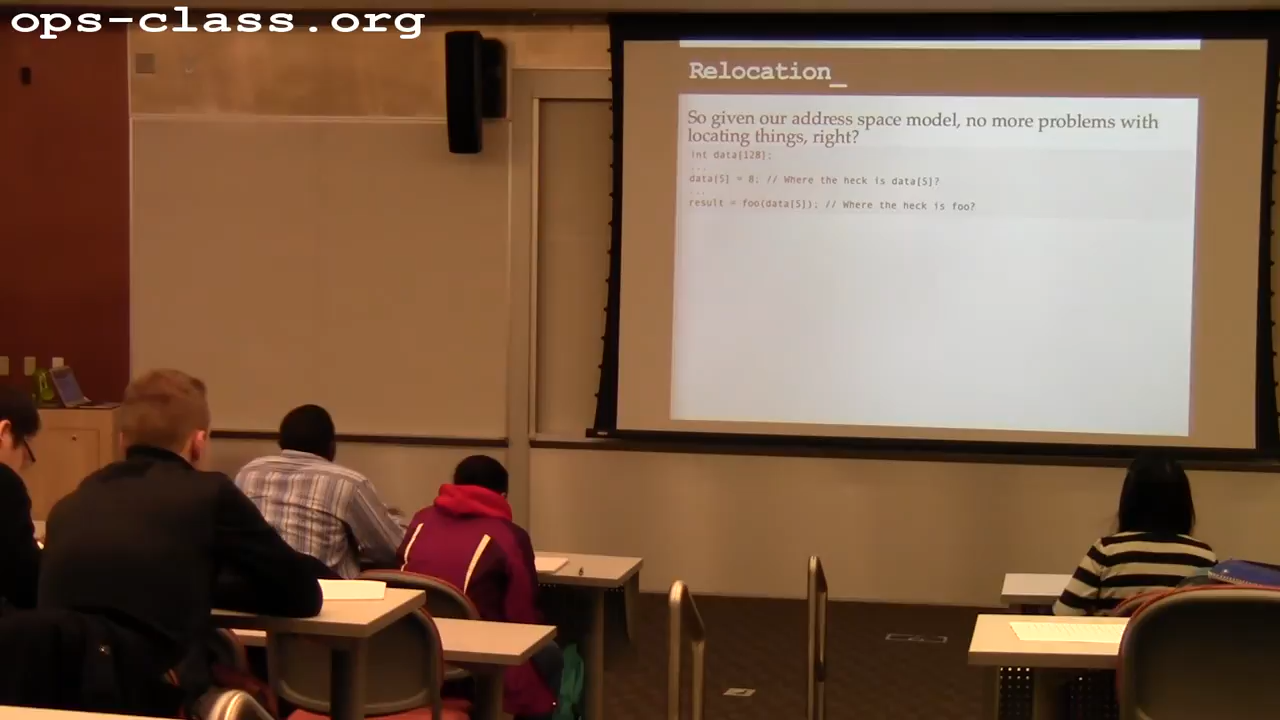 ops-class.org
Relocation_
So given our address space model, no more problems with
locating things, right?
int data[128];
...
data[5] = 8; // Where the heck is data[5]?
...
result = foo(data[5]); // Where the heck is foo?